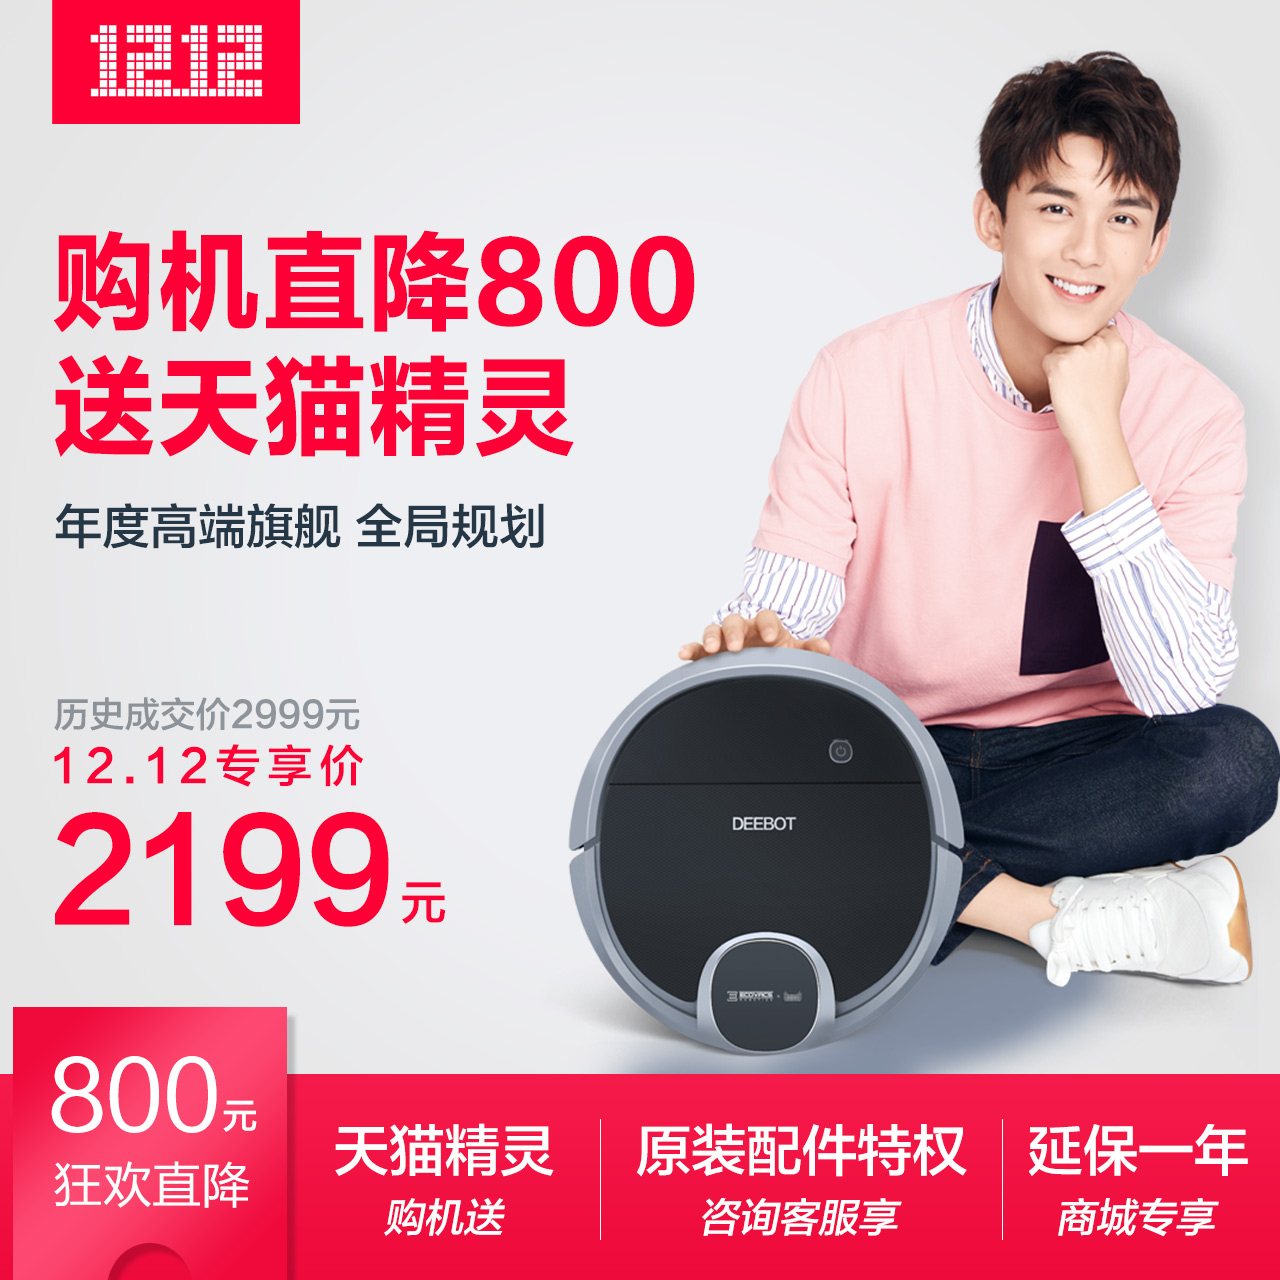 12.12
购机直降800
送天猫精灵
年度高端旗舰 全局规划
历史成交价2999元
12.12专享价
2199元
DEEBOT
ECOVACS
800元
狂欢直降
天猫精灵
购机送
原装配件特权
咨询客服享
延保一年
商城专享